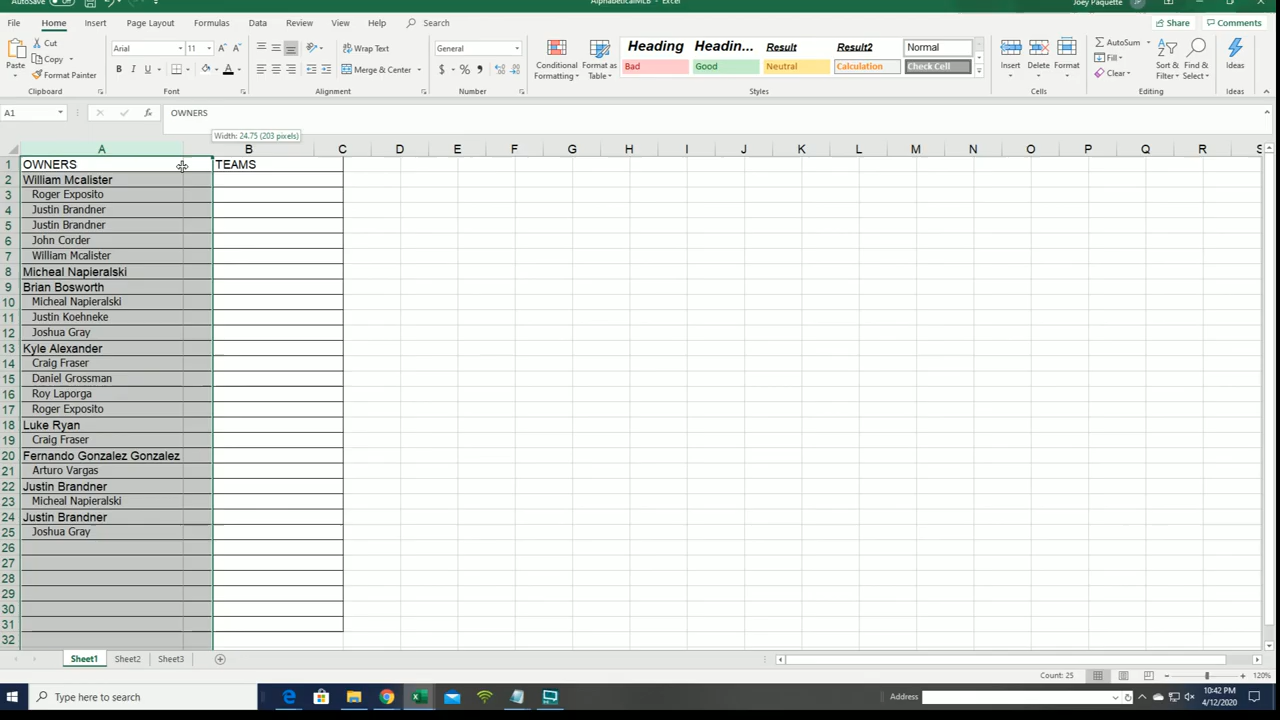 AutoSave Off AlphabeticalMLB - Excel Joey Paquette JP
File Home Insert Page Layout Formulas Data Review View Help Search Share Comments
Paste Cut Copy Format Painter Clipboard
Arial 11 B I U A Font
Wrap Text Merge & Center Alignment
General $ % Number
Conditional Formatting Format as Table
Heading Headin... Result Result2 Normal
Bad Good Neutral Calculation Check Cell
Styles
Insert Delete Format Cells
AutoSum Fill Clear Sort & Filter Find & Select Editing
Ideas Ideas
A1 fx OWNERS
Width: 24.75 (203 pixels)
A B C D E F G H I J K L M N O P Q R S
1 OWNERS TEAMS
2 William Mcalister
3 Roger Exposito
4 Justin Brandner
5 Justin Brandner
6 John Corder
7 William Mcalister
8 Micheal Napieralski
9 Brian Bosworth
10 Micheal Napieralski
11 Justin Koehneke
12 Joshua Gray
13 Kyle Alexander
14 Craig Fraser
15 Daniel Grossman
16 Roy Laporga
17 Roger Exposito
18 Luke Ryan
19 Craig Fraser
20 Fernando Gonzalez Gonzalez
21 Arturo Vargas
22 Justin Brandner
23 Micheal Napieralski
24 Justin Brandner
25 Joshua Gray
26
27
28
29
30
31
32
Sheet1 Sheet2 Sheet3
Count: 25 120%
Type here to search Address 10:42 PM
4/12/2020